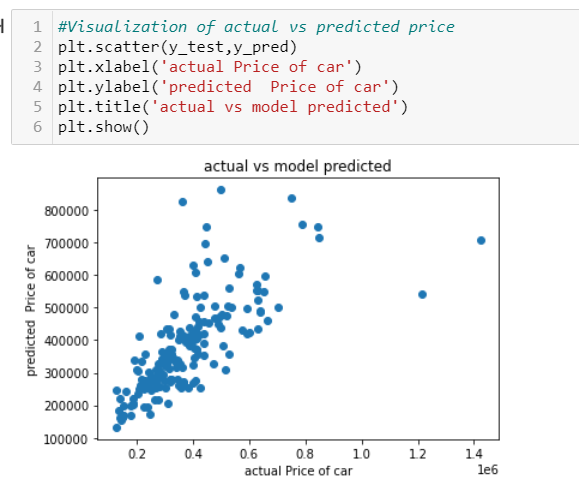 1 #Visualization of actual vs predicted price
2 plt.scatter(y_test,y_pred)
3 plt.xlabel('actual Price of car')
4 plt.ylabel('predicted  Price of car')
5 plt.title('actual vs model predicted')
6 plt.show()
actual vs model predicted
800000
700000
600000
500000
400000
300000
200000
100000
predicted  Price of car
0.2 0.4 0.6 0.8 1.0 1.2 1.4
1e6
actual Price of car